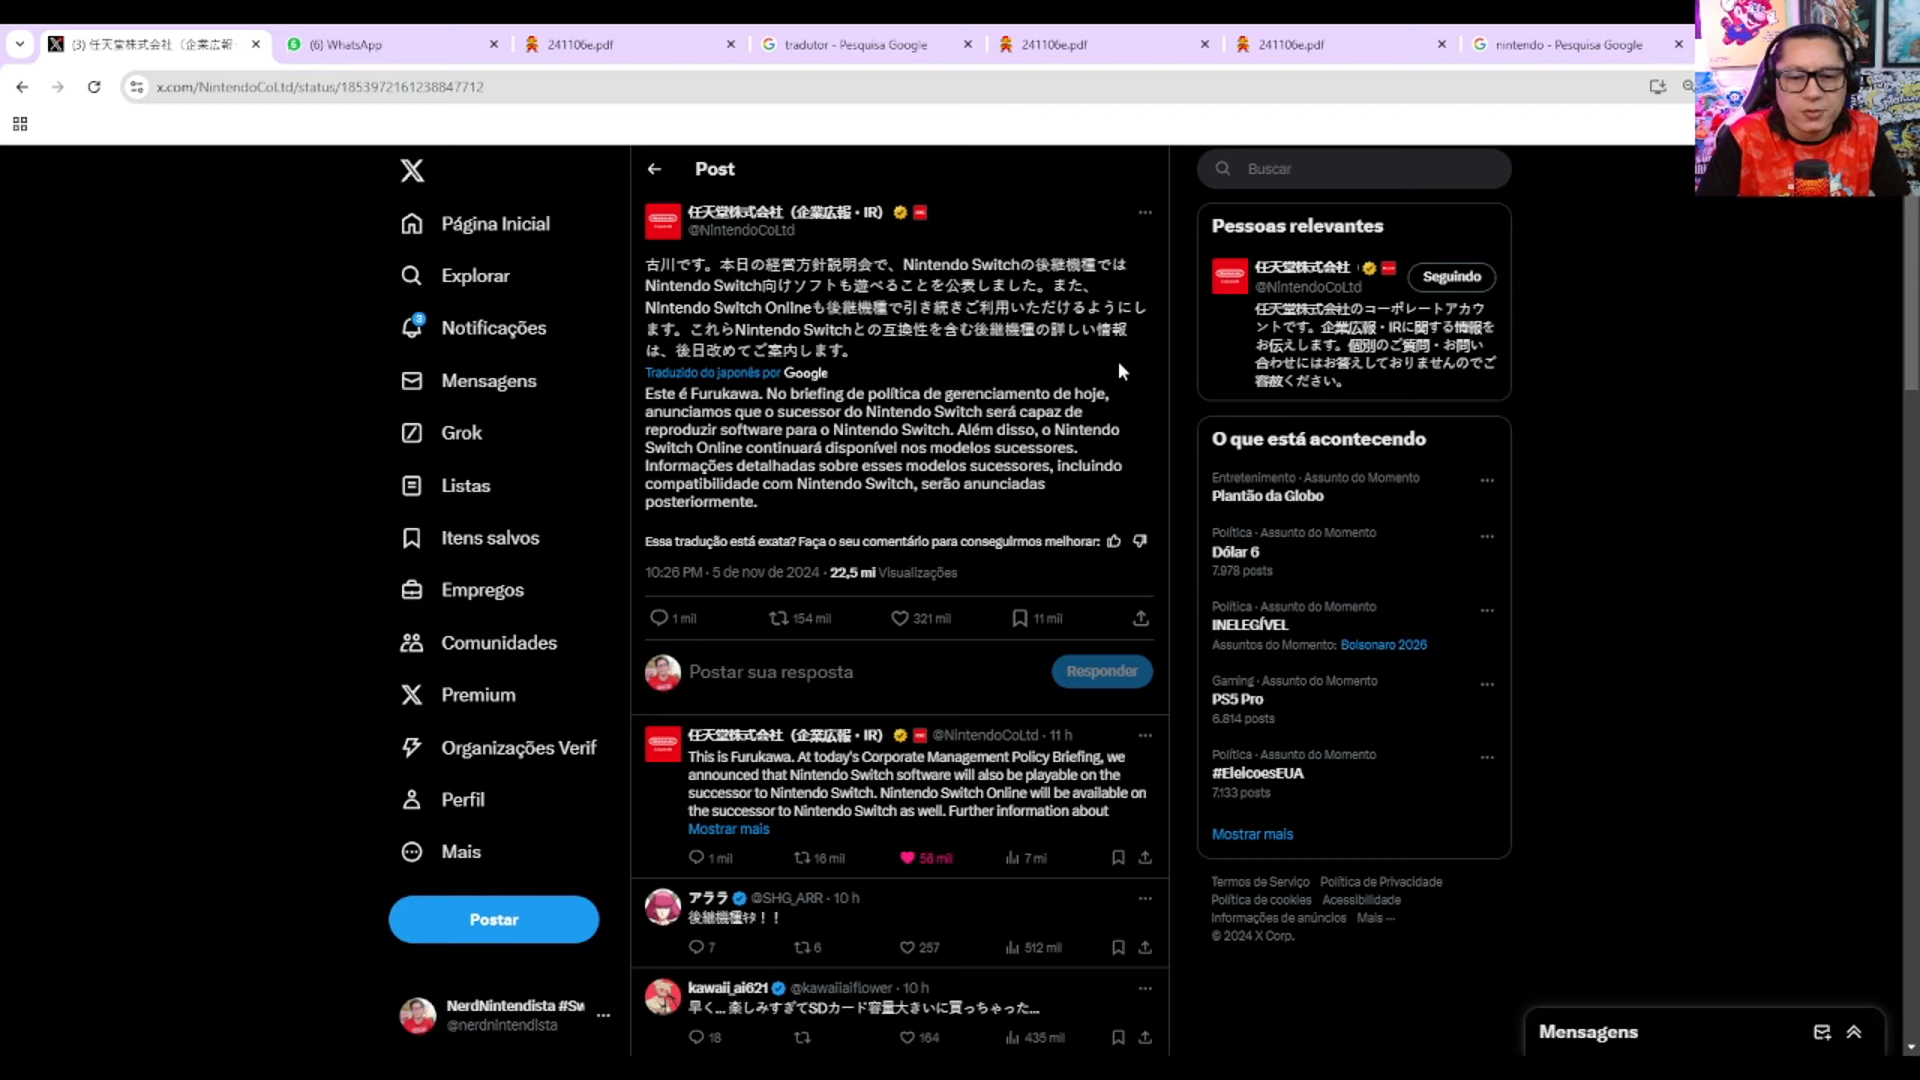 (3) 任天堂株式会社（企業広報・
(6) WhatsApp
241106e.pdf
tradutor - Pesquisa Google
241106e.pdf
241106e.pdf
nintendo - Pesquisa Google
x.com/NintendoCoLtd/status/1853972161238847712
Página Inicial
Explorar
3
Notificações
Mensagens
Grok
Listas
Itens salvos
Empregos
Comunidades
Premium
Organizações Verif
Perfil
Mais
Postar
NerdNintendista #Sw
@nerdnintendista
Post
任天堂株式会社（企業広報・IR）
@NintendoCoLtd
古川です。本日の経営方針説明会で、Nintendo Switchの後継機種では
Nintendo Switch向けソフトも遊べることを公表しました。また、
Nintendo Switch Onlineも後継機種で引き続きご利用いただけるようにし
ます。これらNintendo Switchとの互換性を含む後継機種の詳しい情報
は、後日改めてご案内します。
Traduzido do japonês por Google
Este é Furukawa. No briefing de política de gerenciamento de hoje,
anunciamos que o sucessor do Nintendo Switch será capaz de
reproduzir software para o Nintendo Switch. Além disso, o Nintendo
Switch Online continuará disponível nos modelos sucessores.
Informações detalhadas sobre esses modelos sucessores, incluindo
compatibilidade com Nintendo Switch, serão anunciadas
posteriormente.
Essa tradução está exata? Faça o seu comentário para conseguirmos melhorar:
10:26 PM · 5 de nov de 2024 · 22,5 mi Visualizações
1 mil 154 mil 321 mil 11 mil
Postar sua resposta
Responder
任天堂株式会社（企業広報・IR） @NintendoCoLtd · 11 h
This is Furukawa. At today's Corporate Management Policy Briefing, we
announced that Nintendo Switch software will also be playable on the
successor to Nintendo Switch. Nintendo Switch Online will be available on
the successor to Nintendo Switch as well. Further information about
Mostrar mais
1 mil 16 mil 56 mil 7 mi
アララ @SHG_ARR · 10 h
後継機種ｷﾀ！！
7 6 257 512 mil
kawaii_ai621 @kawaiiaiflower · 10 h
早く... 楽しみすぎてSDカード容量大きいに買っちゃった...
18 164 435 mil
Buscar
Pessoas relevantes
任天堂株式会社
@NintendoCoLtd
Seguindo
任天堂株式会社のコーポレートアカウ
ントです。企業広報・IRに関する情報を
お伝えします。個別のご質問・お問い
合わせにはお答えしておりませんのでご
容赦ください。
O que está acontecendo
Entretenimento · Assunto do Momento
Plantão da Globo
Política · Assunto do Momento
Dólar 6
7.978 posts
Política · Assunto do Momento
INELEGÍVEL
Assuntos do Momento: Bolsonaro 2026
Gaming · Assunto do Momento
PS5 Pro
6.814 posts
Política · Assunto do Momento
#EleicoesEUA
7.133 posts
Mostrar mais
Termos de Serviço Política de Privacidade
Política de cookies Acessibilidade
Informações de anúncios Mais ···
© 2024 X Corp.
Mensagens